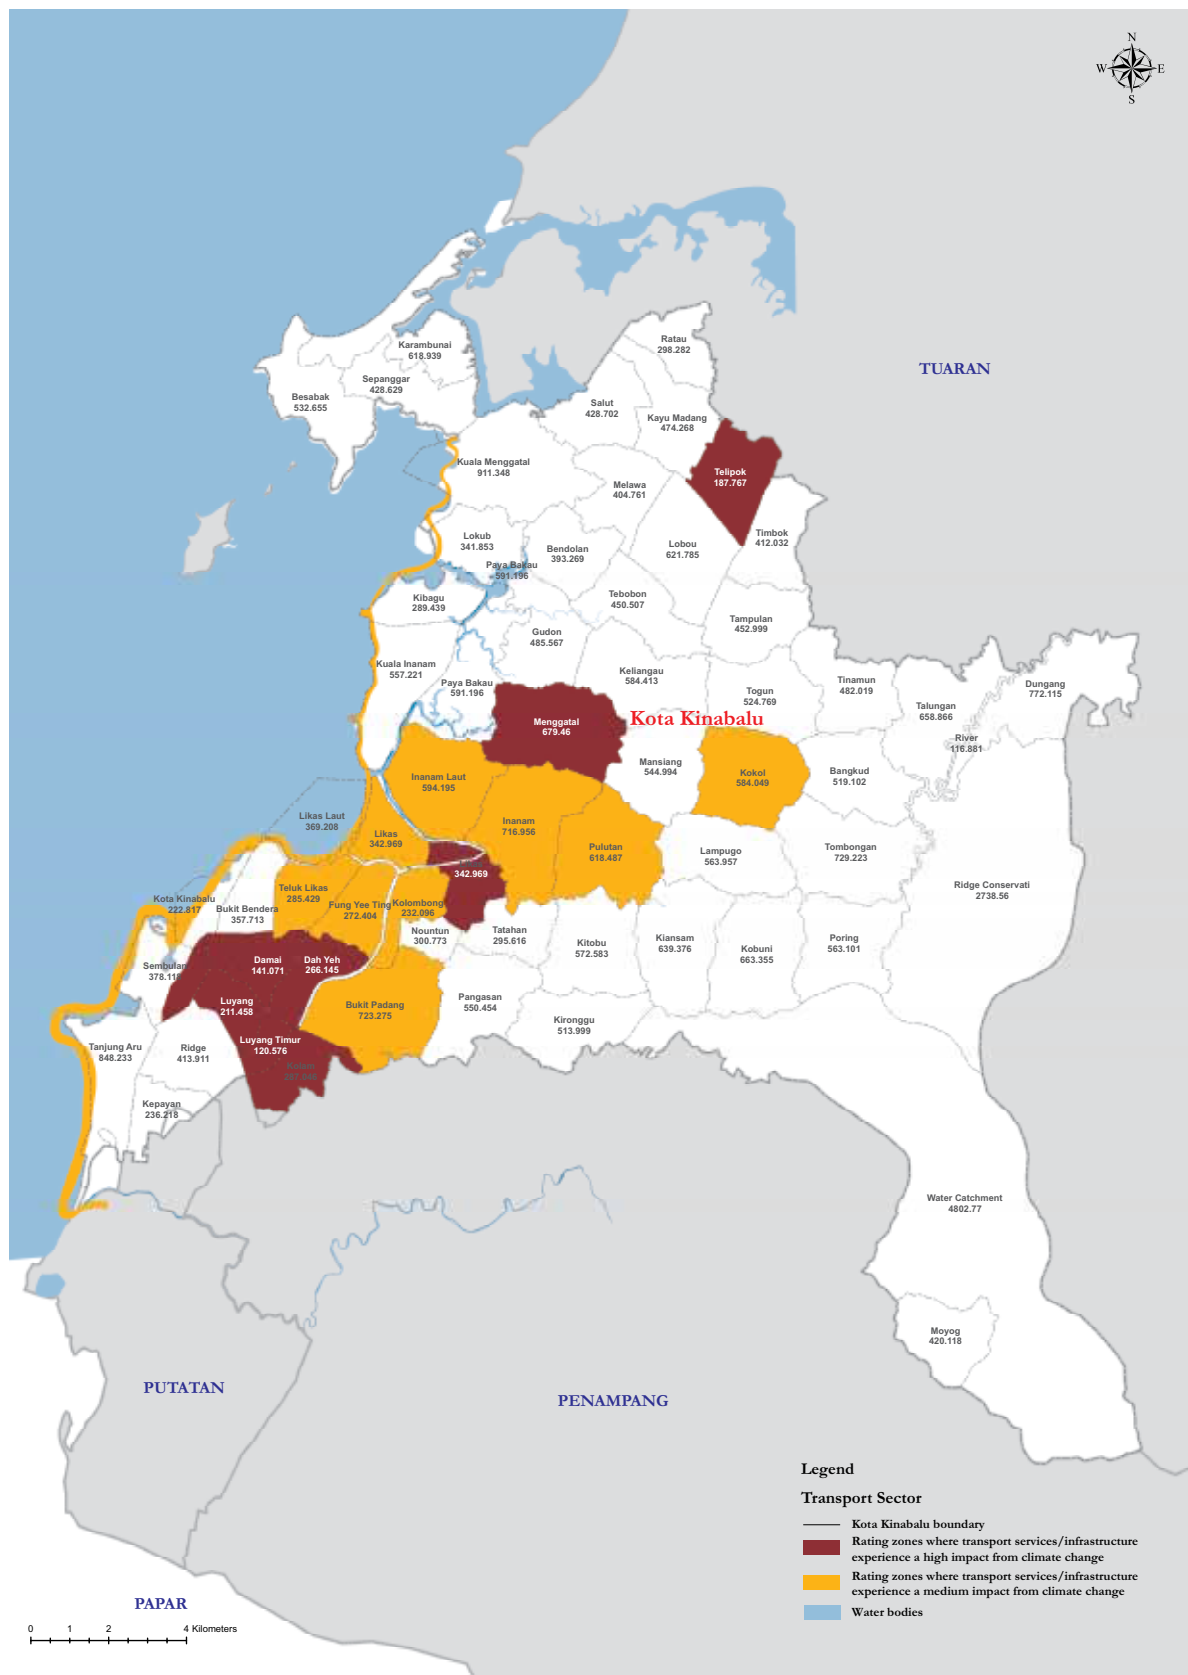 N
W
E
S
TUARAN
Ratau
298.282
Karambunai
618.939
Sepanggar
428.629
Besabak
532.655
Salut
428.702
Kayu Madang
474.268
Kuala Menggatal
911.348
Telipok
187.767
Melawa
404.761
Timbok
412.032
Lokub
341.853
Bendolan
393.269
Lobou
621.785
Paya Bakau
591.196
Kibagu
289.439
Tebobon
450.507
Tampulan
452.999
Gudon
485.567
Kuala Inanam
557.221
Keliangau
584.413
Paya Bakau
591.196
Togun
524.769
Tinamun
482.019
Dungang
772.115
Talungan
658.866
Menggatal
679.46
Kota Kinabalu
River
116.881
Mansiang
544.994
Kokol
584.049
Bangkud
519.102
Inanam Laut
594.195
Likas Laut
369.208
Inanam
716.956
Likas
342.969
Pulutan
618.487
Lampugo
563.957
Tombongan
729.223
342.969
Ridge Conservati
2738.56
Teluk Likas
285.429
Kota Kinabalu
222.817
Bukit Bendera
357.713
Fung Yee Ting
272.404
Kolombong
232.096
Nountun
300.773
Tatahan
295.616
Kitobu
572.583
Kiansam
639.376
Kobuni
663.355
Poring
563.101
Sembulan
Damai
141.071
Dah Yeh
266.145
Luyang
211.458
Bukit Padang
723.275
Pangasan
550.454
Kironggu
513.999
Tanjung Aru
848.233
Ridge
413.911
Luyang Timur
120.576
Kepayan
236.218
Water Catchment
4802.77
Moyog
420.118
PUTATAN
PENAMPANG
PAPAR
0 1 2 4 Kilometers
Legend
Transport Sector
Kota Kinabalu boundary
Rating zones where transport services/infrastructure
experience a high impact from climate change
Rating zones where transport services/infrastructure
experience a medium impact from climate change
Water bodies